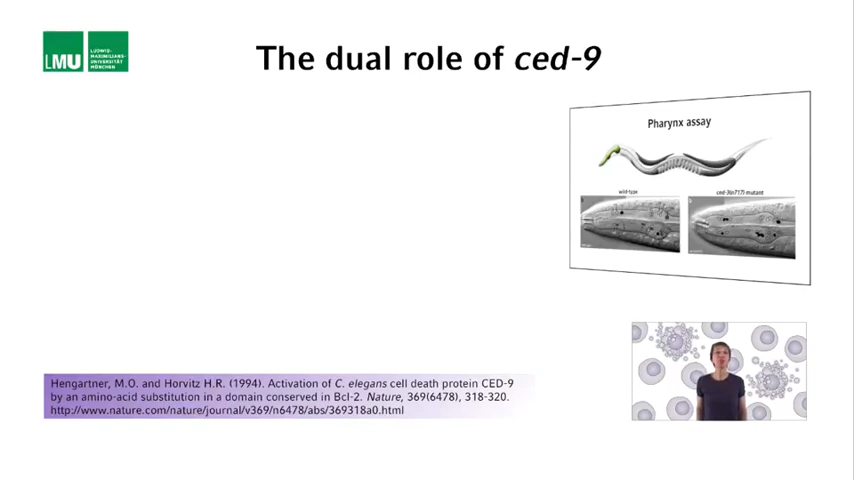 The dual role of ced-9
LMU
LUDWIG-
MAXIMILIANS-
UNIVERSITÄT
MÜNCHEN
Pharynx assay
wild-type
ced-3(n717) mutant
Hengartner, M.O. and Horvitz H.R. (1994). Activation of C. elegans cell death protein CED-9
by an amino-acid substitution in a domain conserved in Bcl-2. Nature, 369(6478), 318-320.
http://www.nature.com/nature/journal/v369/n6478/abs/369318a0.html